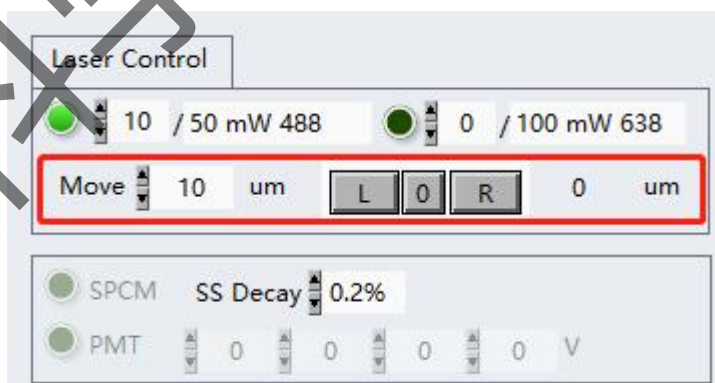 Laser Control
10 / 50 mW 488 0 / 100 mW 638
Move 10 um L 0 R 0 um
SPCM SS Decay 0.2%
PMT 0 0 0 0 V